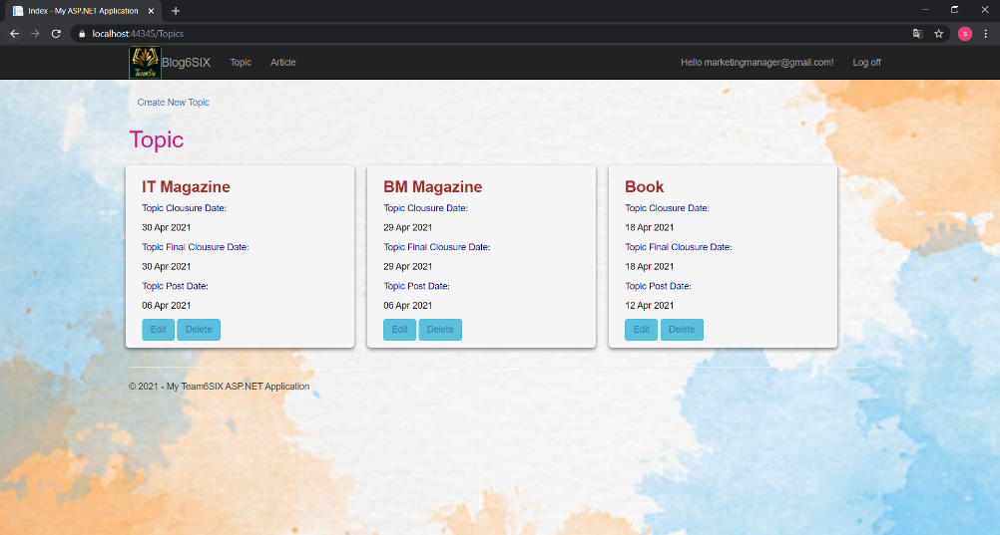 Index - My ASP.NET Application
localhost:44345/Topics
S
TeamSix
Blog6SIX Topic Article Hello marketingmanager@gmail.com! Log off
Create New Topic
Topic
IT Magazine
Topic Clousure Date:
30 Apr 2021
Topic Final Clousure Date:
30 Apr 2021
Topic Post Date:
06 Apr 2021
Edit Delete
BM Magazine
Topic Clousure Date:
29 Apr 2021
Topic Final Clousure Date:
29 Apr 2021
Topic Post Date:
06 Apr 2021
Edit Delete
Book
Topic Clousure Date:
18 Apr 2021
Topic Final Clousure Date:
18 Apr 2021
Topic Post Date:
12 Apr 2021
Edit Delete
© 2021 - My Team6SIX ASP.NET Application